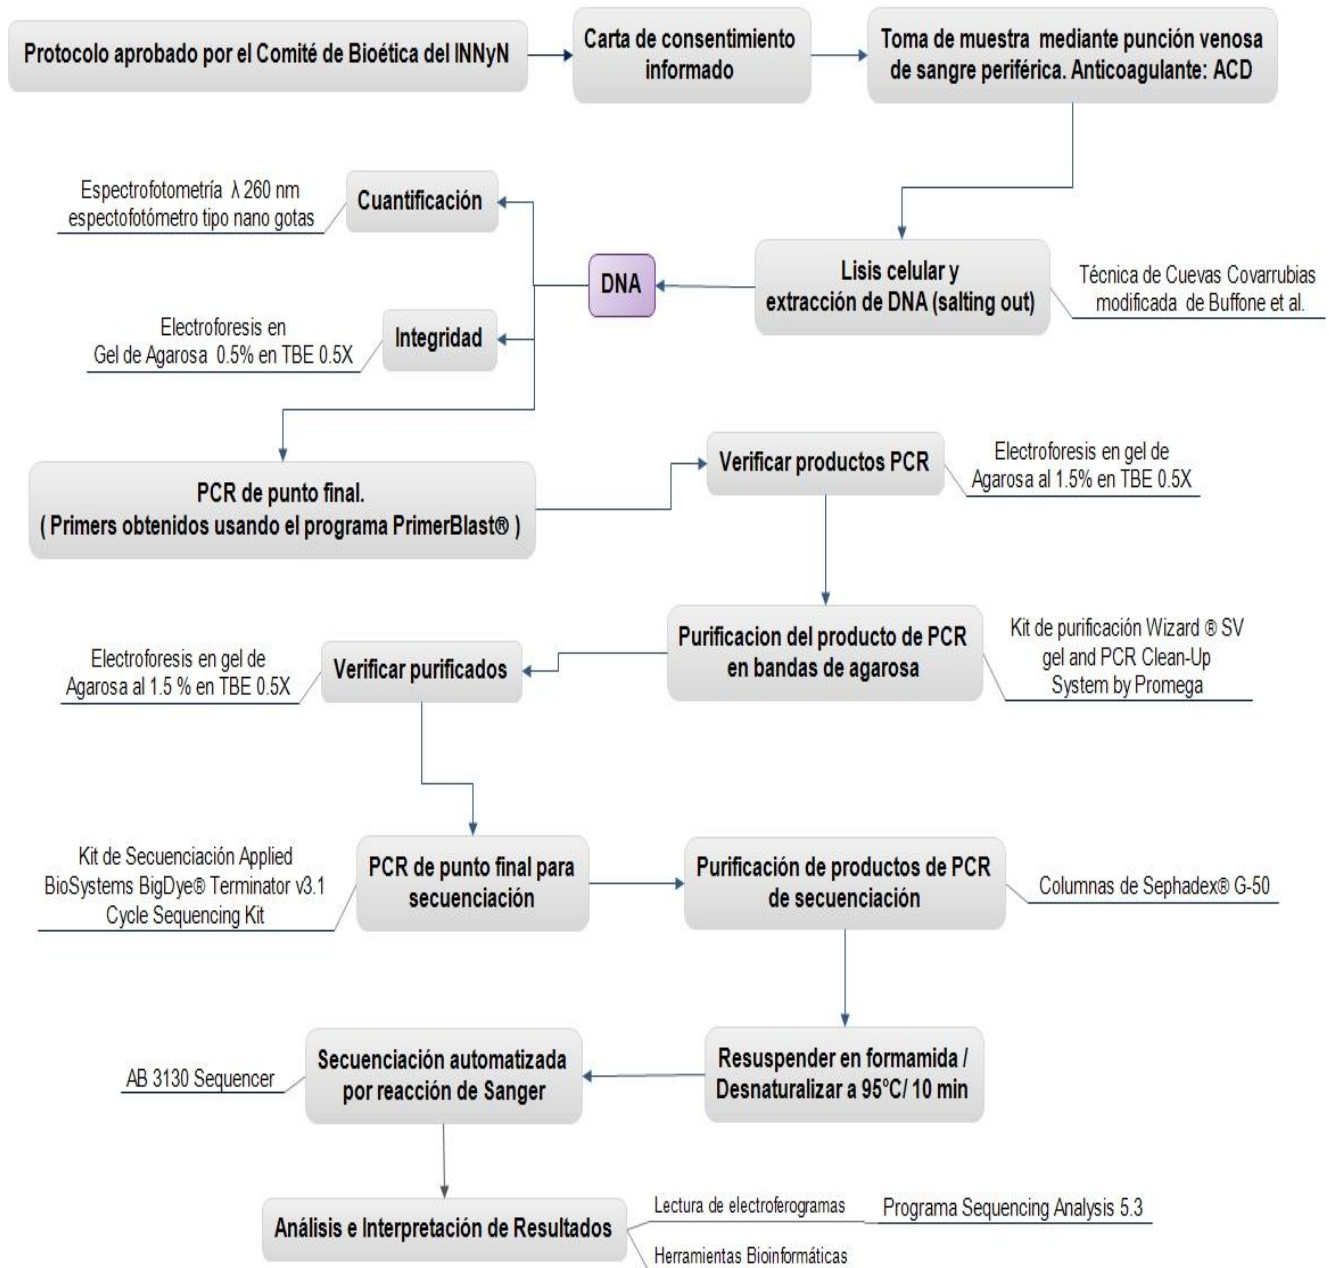 Protocolo aprobado por el Comité de Bioética del INNyN
Carta de consentimiento
informado
Toma de muestra mediante punción venosa
de sangre periférica. Anticoagulante: ACD
Espectrofotometría λ 260 nm
espectofotómetro tipo nano gotas
Cuantificación
DNA
Lisis celular y
extracción de DNA (salting out)
Técnica de Cuevas Covarrubias
modificada de Buffone et al.
Electroforesis en
Gel de Agarosa 0.5% en TBE 0.5X
Integridad
PCR de punto final.
( Primers obtenidos usando el programa PrimerBlast® )
Verificar productos PCR
Electroforesis en gel de
Agarosa al 1.5% en TBE 0.5X
Purificacion del producto de PCR
en bandas de agarosa
Kit de purificación Wizard ® SV
gel and PCR Clean-Up
System by Promega
Electroforesis en gel de
Agarosa al 1.5 % en TBE 0.5X
Verificar purificados
Kit de Secuenciación Applied
BioSystems BigDye® Terminator v3.1
Cycle Sequencing Kit
PCR de punto final para
secuenciación
Purificación de productos de PCR
de secuenciación
Columnas de Sephadex® G-50
AB 3130 Sequencer
Secuenciación automatizada
por reacción de Sanger
Resuspender en formamida /
Desnaturalizar a 95°C/ 10 min
Análisis e Interpretación de Resultados
Lectura de electroferogramas
Programa Sequencing Analysis 5.3
Herramientas Bioinformáticas